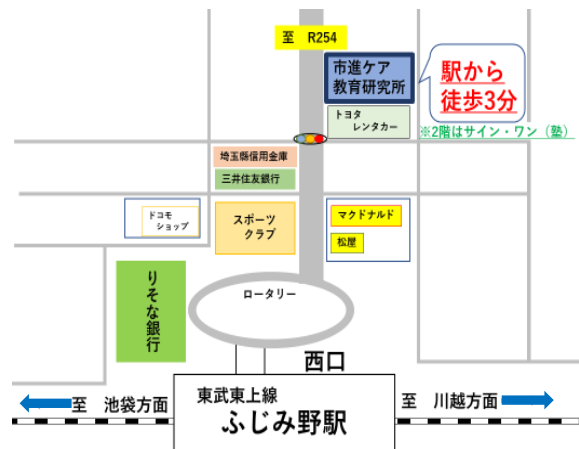 至 R254
市進ケア
教育研究所
駅から
徒歩3分
トヨタ
レンタカー
※2階はサイン・ワン（塾）
埼玉縣信用金庫
三井住友銀行
ドコモ
ショップ
スポーツ
クラブ
マクドナルド
松屋
りそな銀行
ロータリー
西口
至 池袋方面
東武東上線
ふじみ野駅
至 川越方面